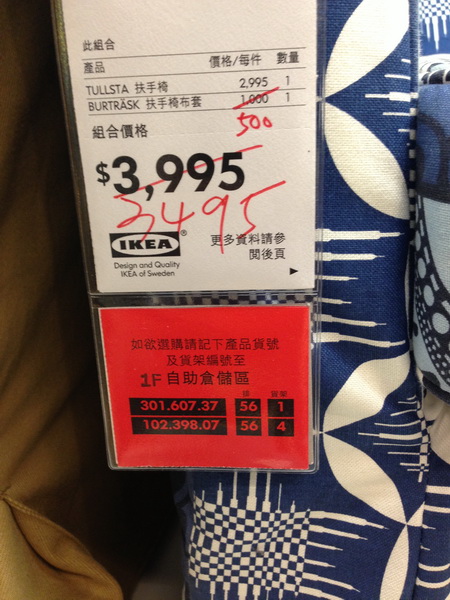 此組合
產品 價格/每件 數量
TULLSTA 扶手椅 2,995 1
BURTRÄSK 扶手椅布套 1,000 1
500
組合價格
$3,995
3495
IKEA®
更多資料請參
閱後頁
Design and Quality
IKEA of Sweden
如欲選購請記下產品貨號
及貨架編號至
1F 自助倉儲區
貨架
301.607.37 56 1
102.398.07 56 4